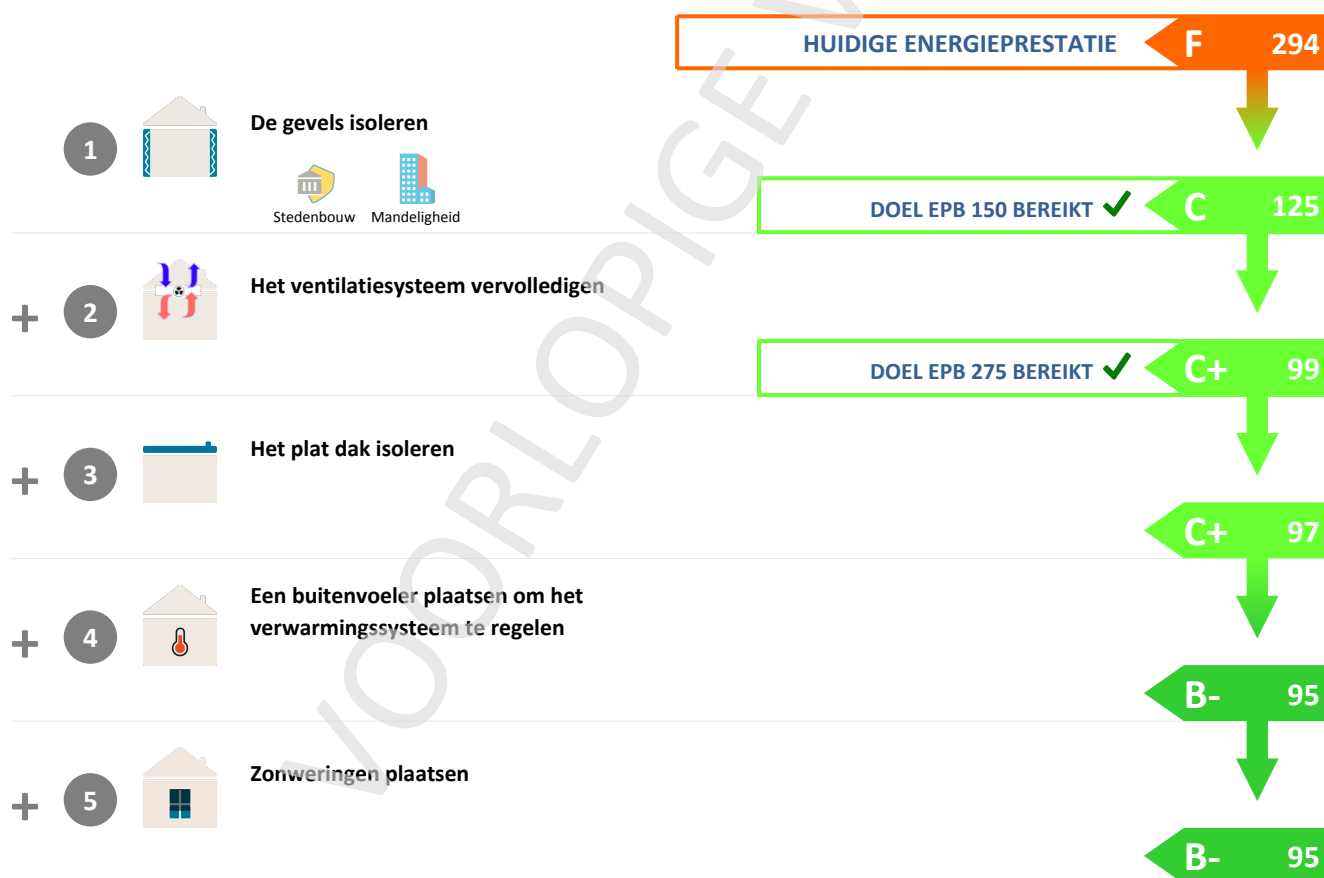 HUIDIGE ENERGIEPRESTATIE F 294
1 De gevels isoleren
Stedenbouw Mandeligheid
DOEL EPB 150 BEREIKT C 125
+ 2 Het ventilatiesysteem vervolledigen
DOEL EPB 275 BEREIKT C+ 99
+ 3 Het plat dak isoleren
C+ 97
+ 4 Een buitenvoeler plaatsen om het
verwarmingssysteem te regelen
B- 95
+ 5 Zonweringen plaatsen
B- 95
VOORLOPIGE V